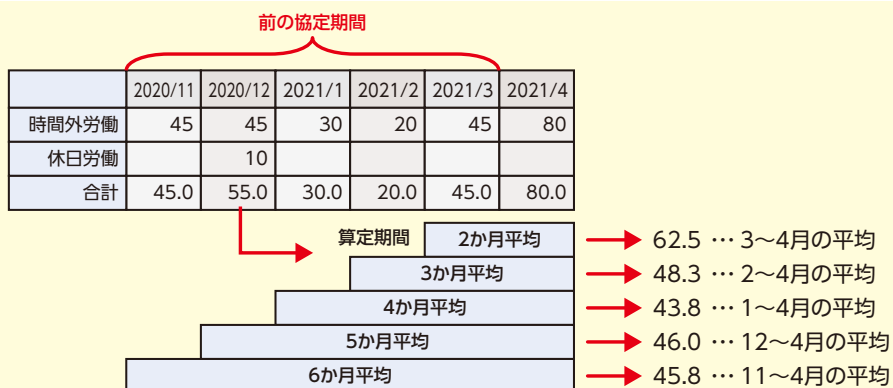 前の協定期間
2020/11 2020/12 2021/1 2021/2 2021/3 2021/4
時間外労働 45 45 30 20 45 80
休日労働 10
合計 45.0 55.0 30.0 20.0 45.0 80.0
算定期間 2か月平均 62.5 … 3〜4月の平均
3か月平均 48.3 … 2〜4月の平均
4か月平均 43.8 … 1〜4月の平均
5か月平均 46.0 … 12〜4月の平均
6か月平均 45.8 … 11〜4月の平均